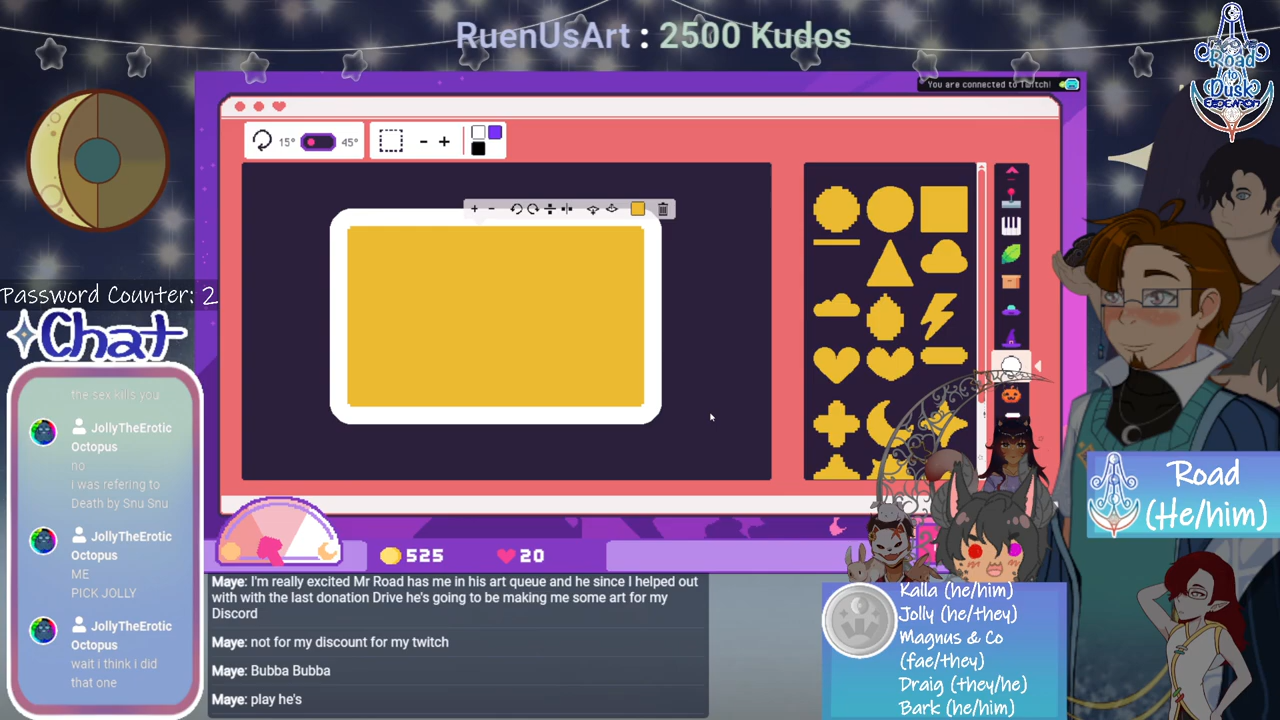 RuenUsArt : 2500 Kudos
Road
to
Dusk
You are connected to Twitch!
15°
45°
Password Counter: 2
Chat
the sex kills you
JollyTheErotic
Octopus
no
i was refering to
Death by Snu Snu
JollyTheErotic
Octopus
ME
PICK JOLLY
JollyTheErotic
Octopus
wait i think i did
that one
525
20
Maye: I'm really excited Mr Road has me in his art queue and he since I helped out
with with the last donation Drive he's going to be making me some art for my
Discord
Maye: not for my discount for my twitch
Maye: Bubba Bubba
Maye: play he's
Road
(He/him)
Kalla (he/him)
Jolly (he/they)
Magnus & Co
(fae/they)
Draig (they/he)
Bark (he/him)